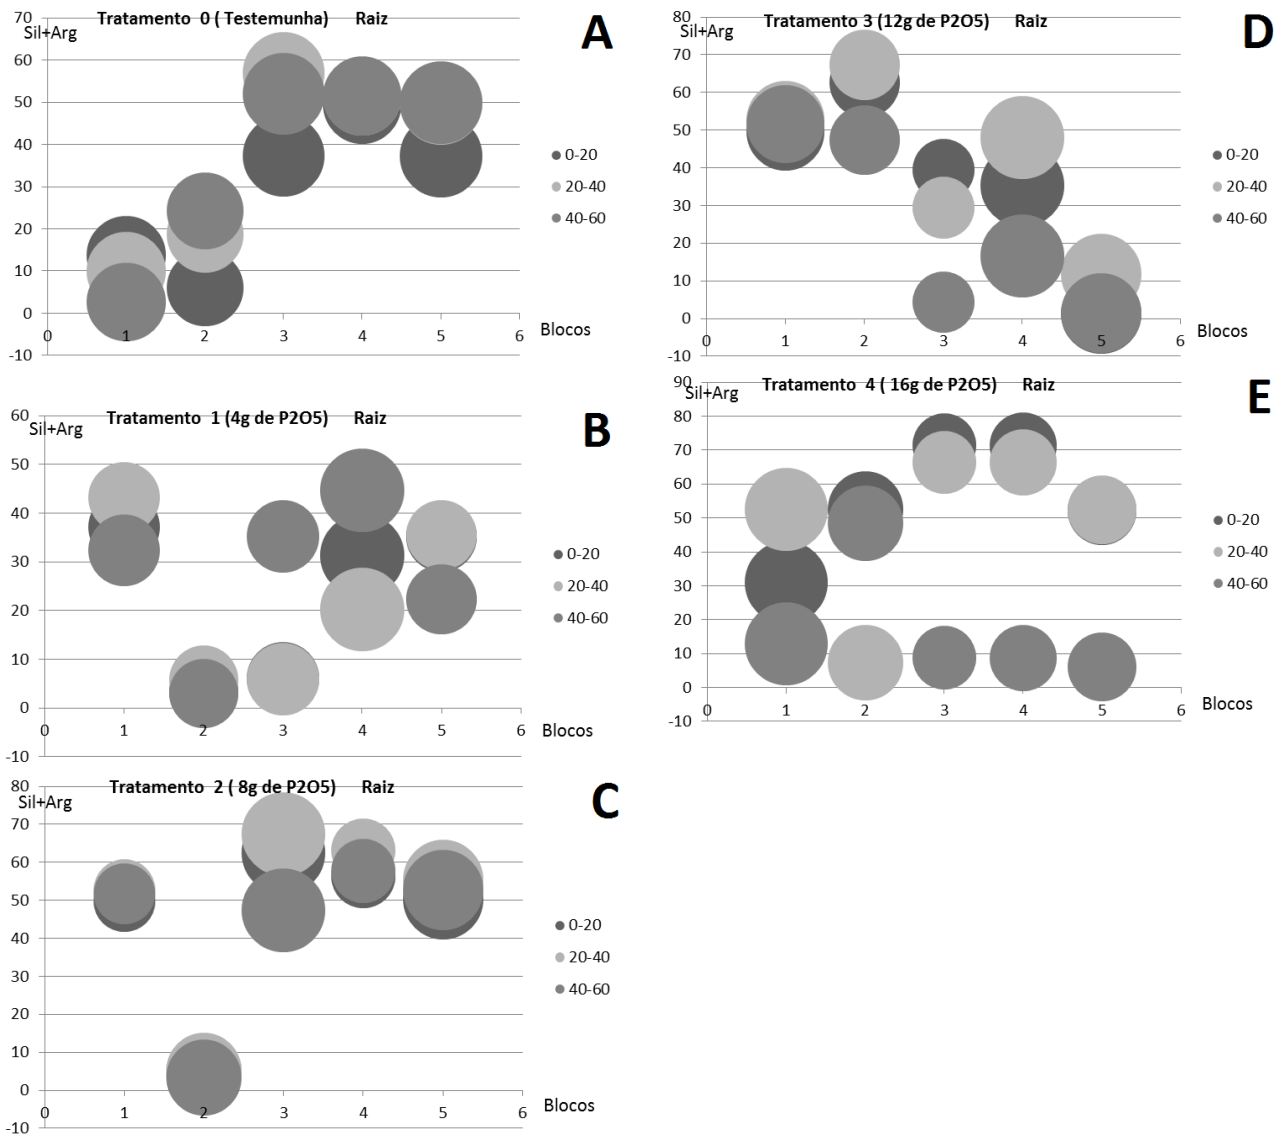 Tratamento 0 ( Testemunha) Raiz
A
Sil+Arg
70
60
50
40
30
20
10
0
-10
0 1 2 3 4 5 6
Blocos
0-20
20-40
40-60
Tratamento 1 (4g de P2O5) Raiz
B
Sil+Arg
60
50
40
30
20
10
0
-10
0 1 2 3 4 5 6
Blocos
0-20
20-40
40-60
Tratamento 2 ( 8g de P2O5) Raiz
C
Sil+Arg
80
70
60
50
40
30
20
10
0
-10
0 1 2 3 4 5 6
Blocos
0-20
20-40
40-60
Tratamento 3 (12g de P2O5) Raiz
D
Sil+Arg
80
70
60
50
40
30
20
10
0
-10
0 1 2 3 4 5 6
Blocos
0-20
20-40
40-60
Tratamento 4 ( 16g de P2O5) Raiz
E
Sil+Arg
90
80
70
60
50
40
30
20
10
0
-10
0 1 2 3 4 5 6
Blocos
0-20
20-40
40-60